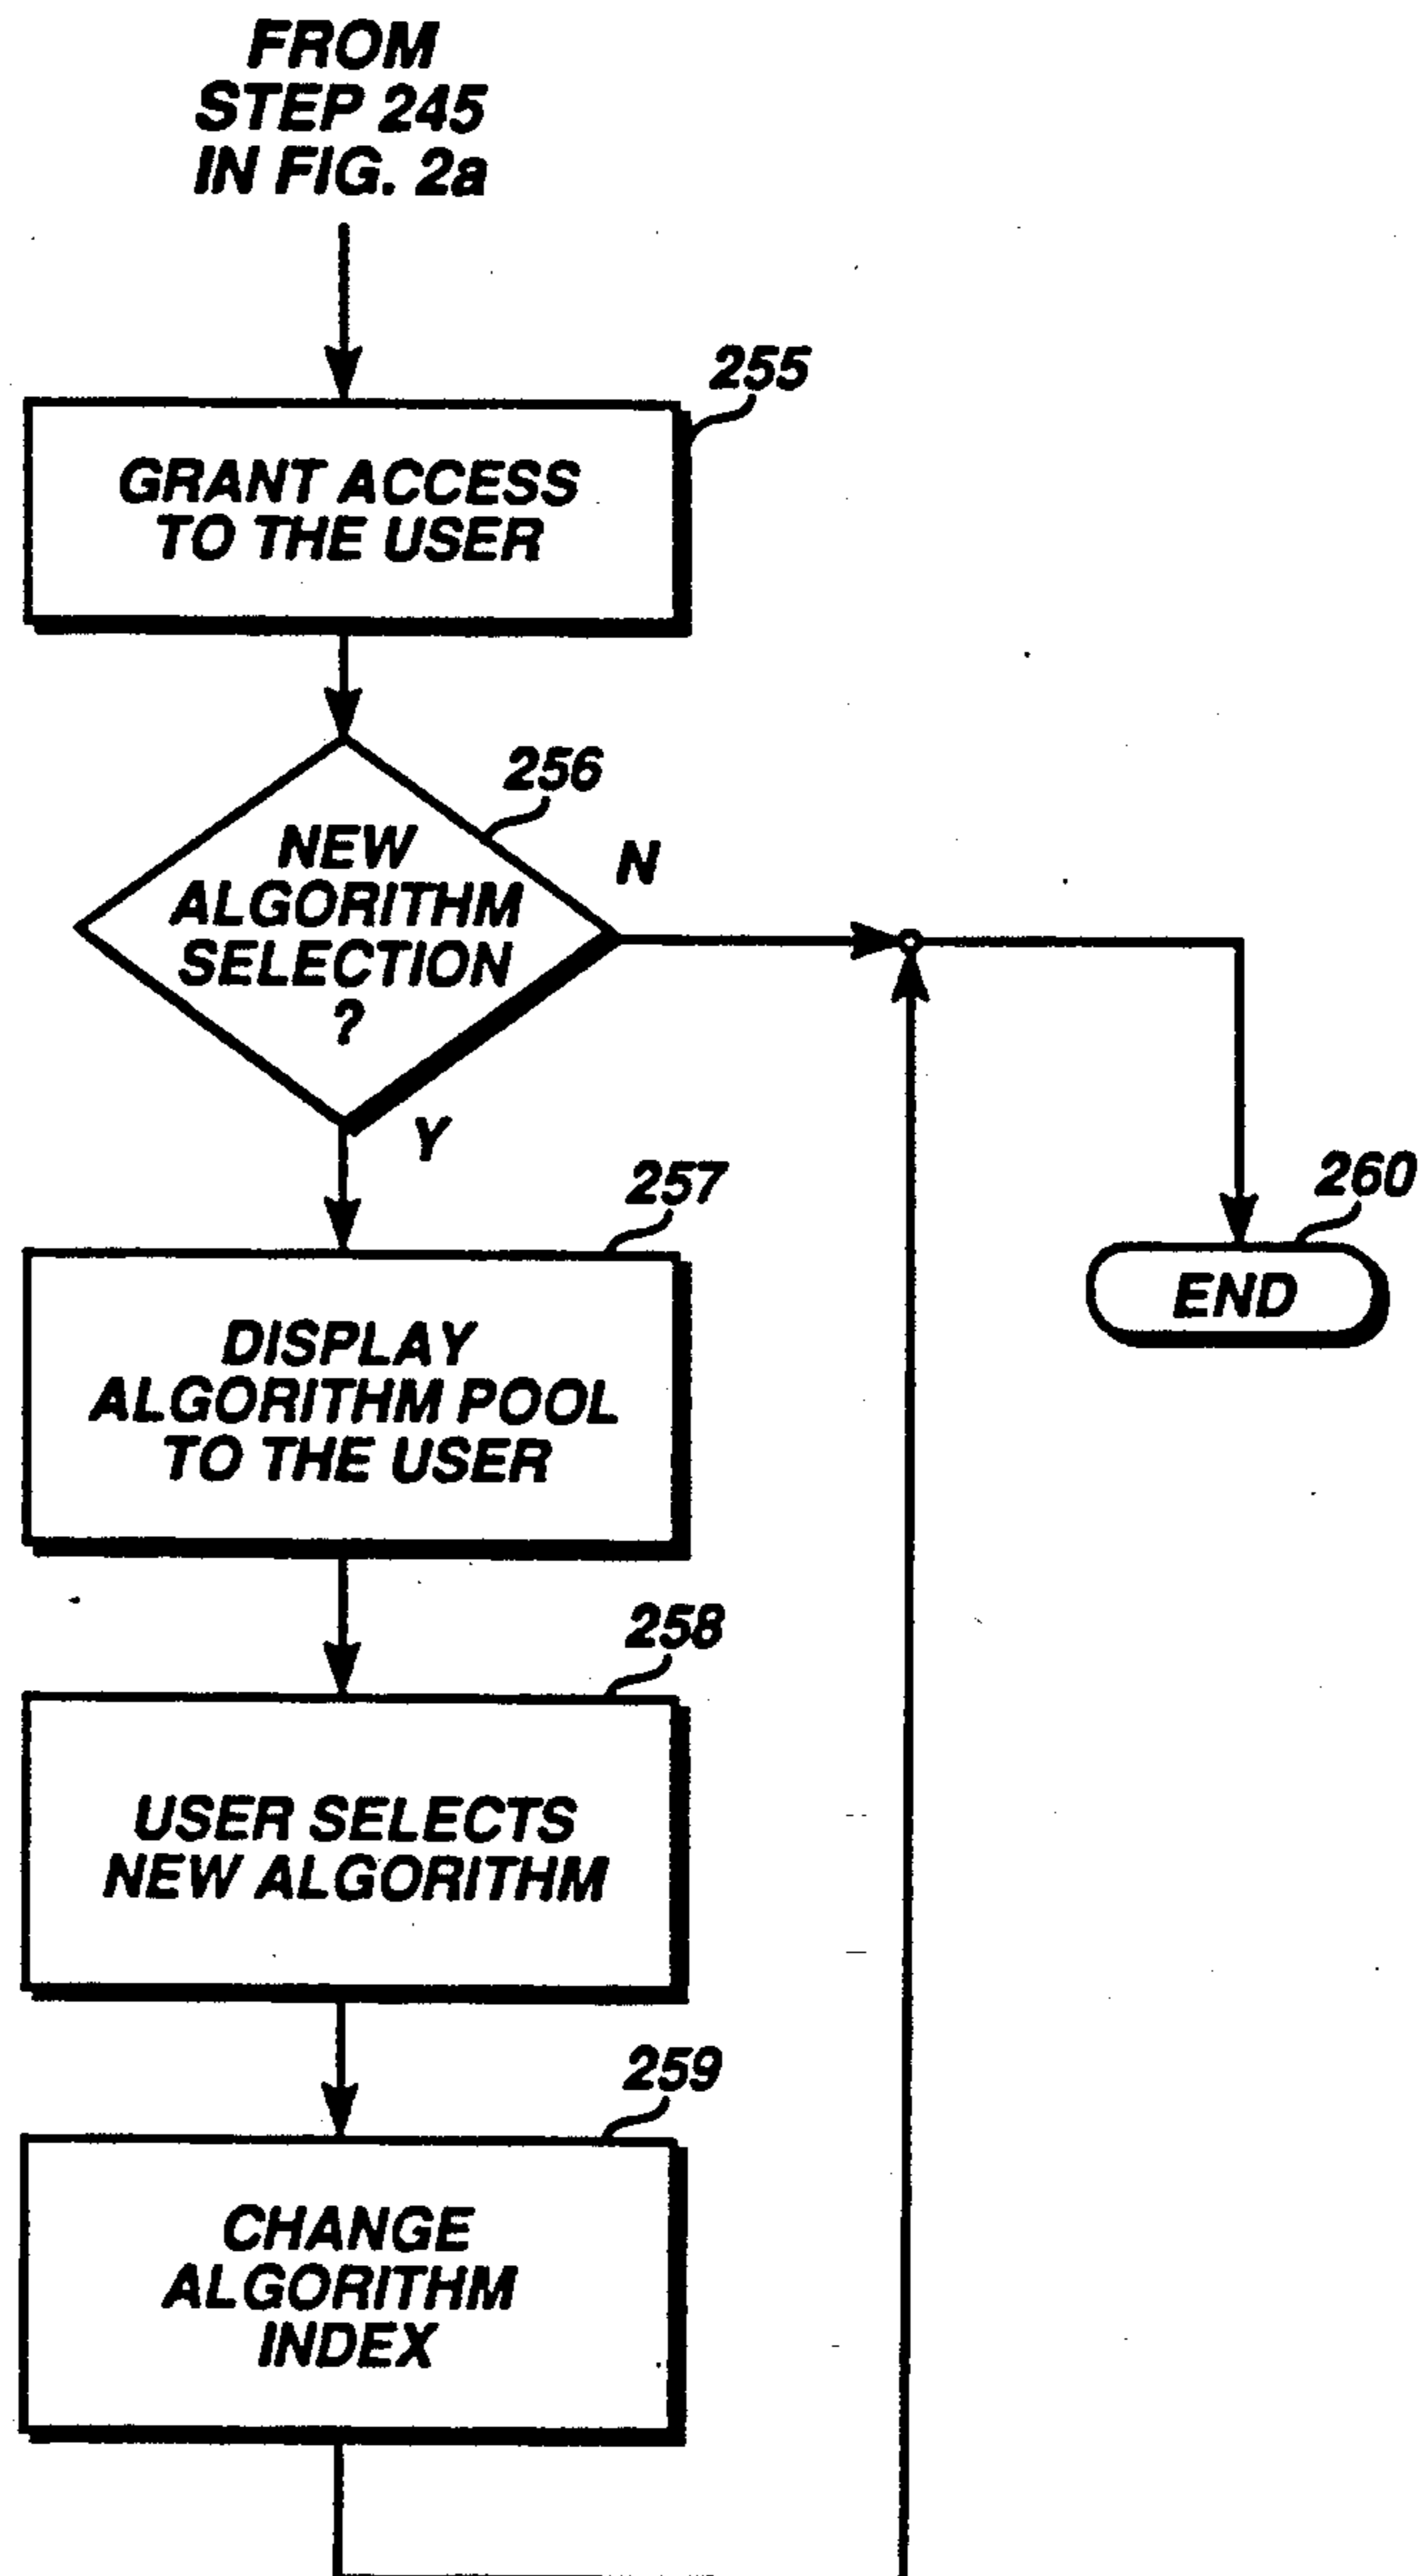 FROM
STEP 245
IN FIG. 2a
255
GRANT ACCESS
TO THE USER
256
NEW
ALGORITHM
SELECTION
?
N
Y
257
DISPLAY
ALGORITHM POOL
TO THE USER
260
END
258
USER SELECTS
NEW ALGORITHM
259
CHANGE
ALGORITHM
INDEX